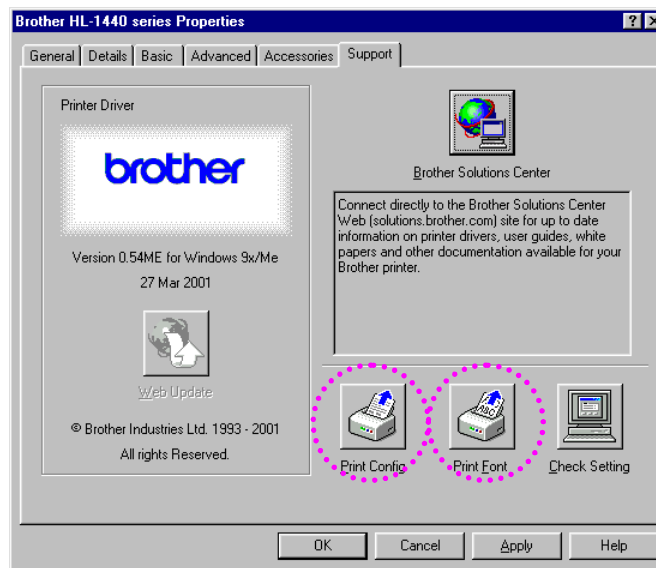 Brother HL-1440 series Properties
General Details Basic Advanced Accessories Support
Printer Driver
brother
Version 0.54ME for Windows 9x/Me
27 Mar 2001
Web Update
© Brother Industries Ltd. 1993 - 2001
All rights Reserved.
Brother Solutions Center
Connect directly to the Brother Solutions Center
Web (solutions.brother.com) site for up to date
information on printer drivers, user guides, white
papers and other documentation available for your
Brother printer.
ABC
Print Config Print Font Check Setting
OK Cancel Apply Help